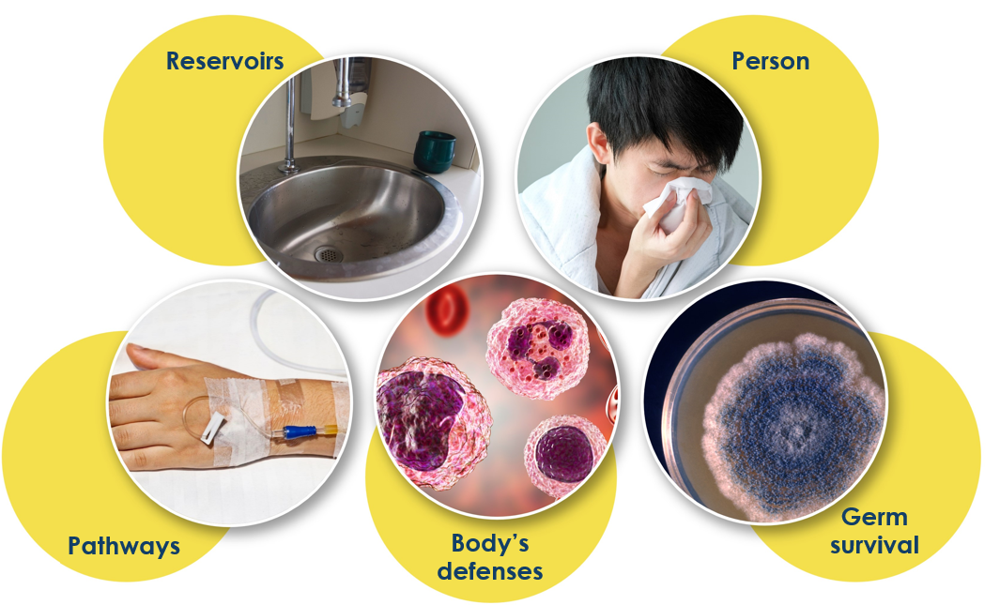 Reservoirs
Person
Pathways
Body’s
defenses
Germ
survival